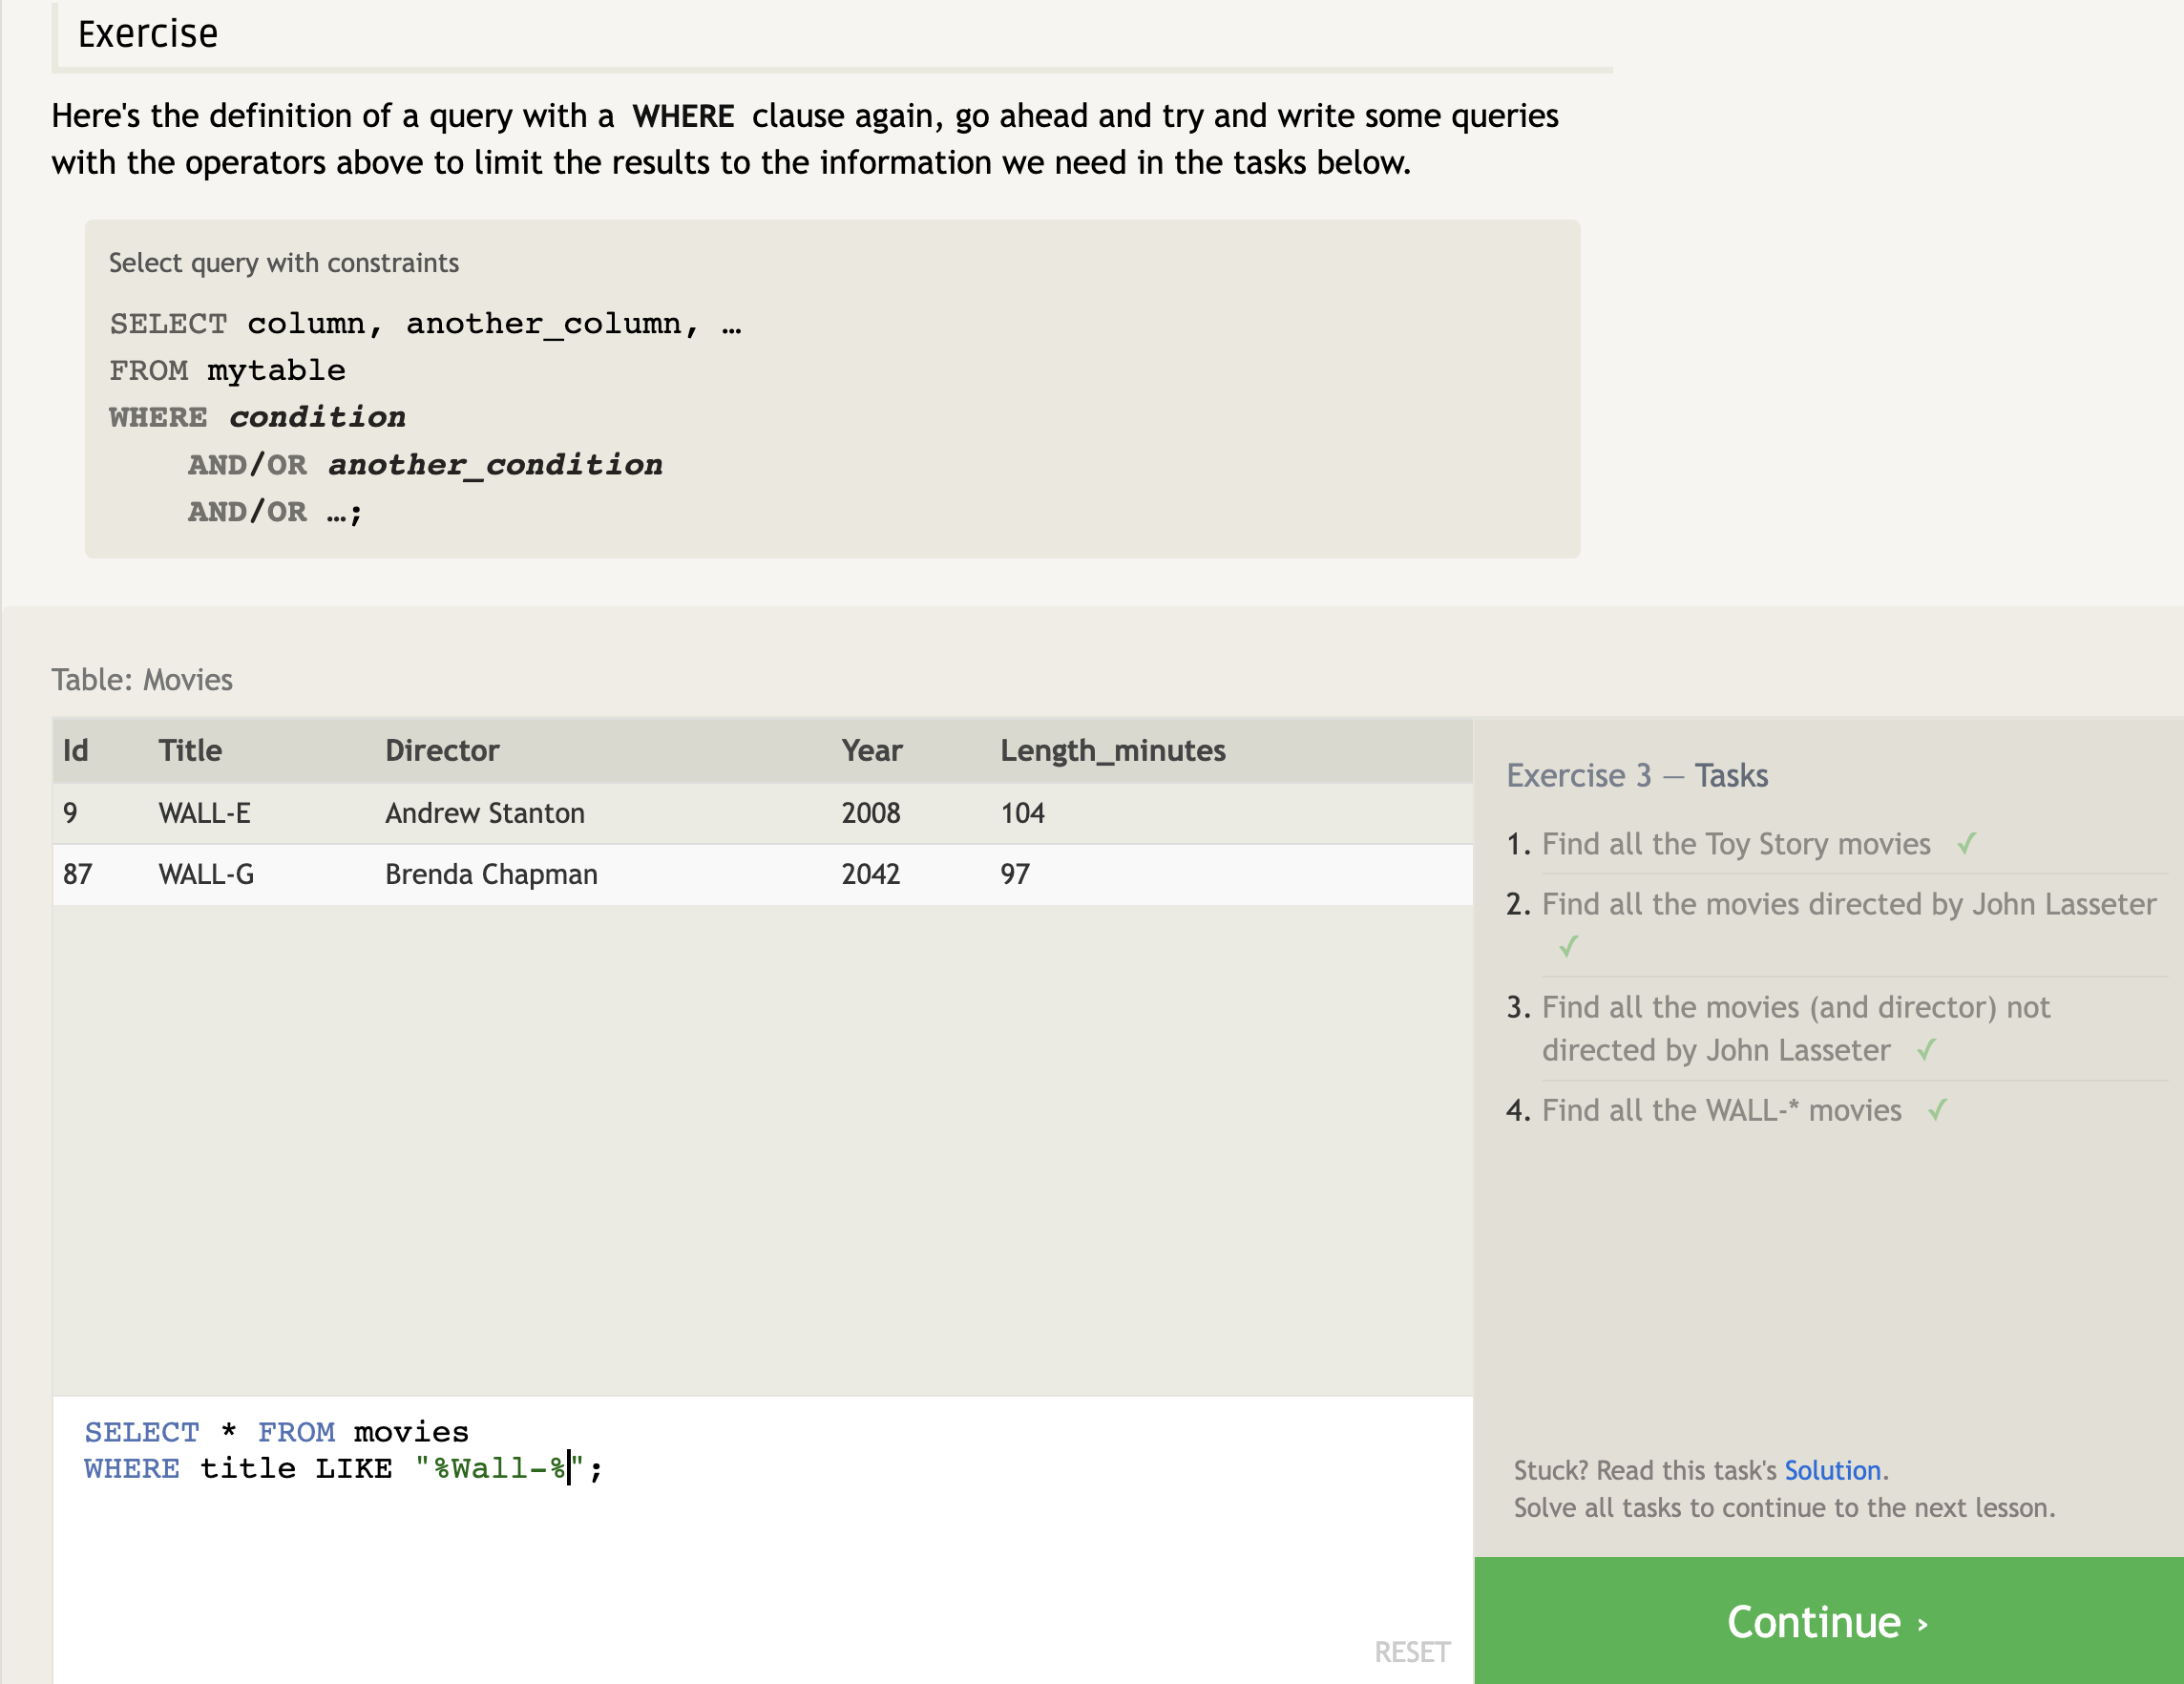 Exercise
Here's the definition of a query with a WHERE clause again, go ahead and try and write some queries
with the operators above to limit the results to the information we need in the tasks below.
Select query with constraints
SELECT column, another_column, …
FROM mytable
WHERE condition
AND/OR another_condition
AND/OR …;
Table: Movies
Id Title Director Year Length_minutes
9 WALL-E Andrew Stanton 2008 104
87 WALL-G Brenda Chapman 2042 97
SELECT * FROM movies
WHERE title LIKE "%Wall-%";
RESET
Exercise 3 — Tasks
1. Find all the Toy Story movies ✓
2. Find all the movies directed by John Lasseter
✓
3. Find all the movies (and director) not
directed by John Lasseter ✓
4. Find all the WALL-* movies ✓
Stuck? Read this task's Solution.
Solve all tasks to continue to the next lesson.
Continue ›